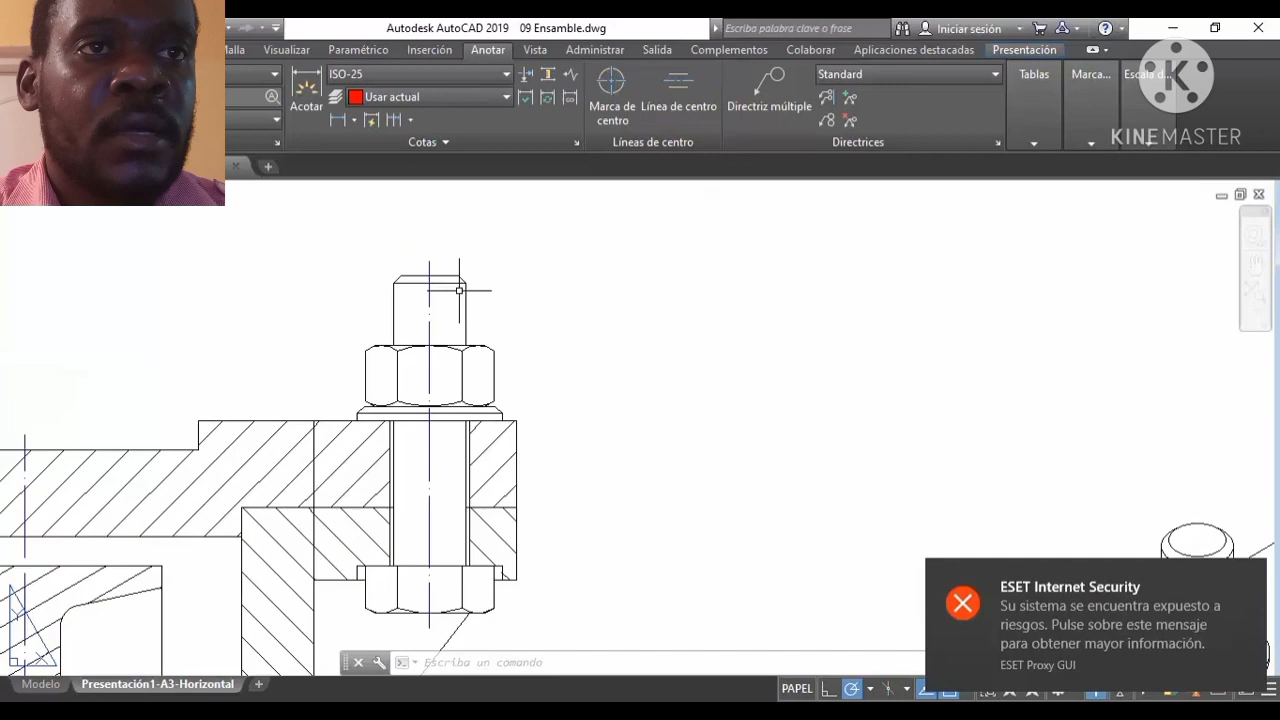 Autodesk AutoCAD 2019 09 Ensamble.dwg
Escriba palabra clave o frase
Iniciar sesión
Visualizar Paramétrico Inserción Anotar Vista Administrar Salida Complementos Colaborar Aplicaciones destacadas Presentación
Acotar
ISO-25
Usar actual
Cotas
Marca de centro
Línea de centro
Líneas de centro
Directriz múltiple
Standard
Directrices
Tablas
Marca...
Escala d...
K
KINEMASTER
ESET Internet Security
Su sistema se encuentra expuesto a
riesgos. Pulse sobre este mensaje
para obtener mayor información.
ESET Proxy GUI
Escriba un comando
Modelo Presentación1-A3-Horizontal
PAPEL